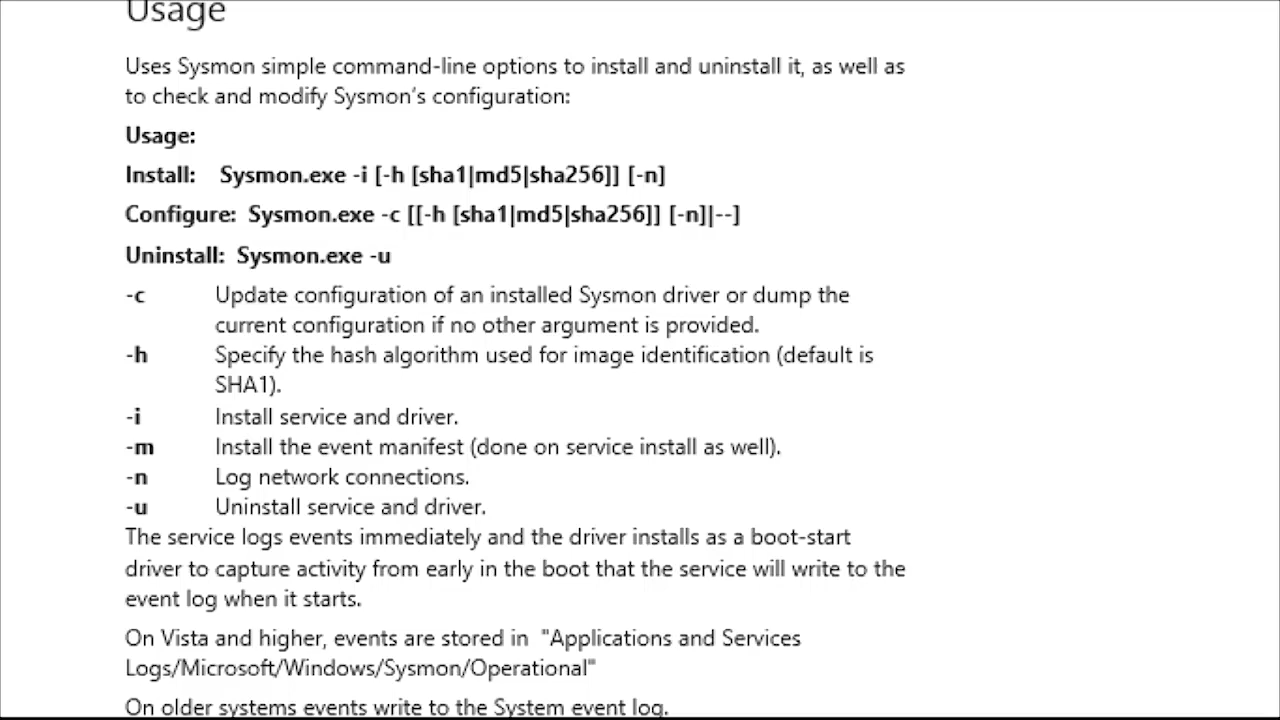 Usage
Uses Sysmon simple command-line options to install and uninstall it, as well as
to check and modify Sysmon's configuration:
Usage:
Install:    Sysmon.exe -i [-h [sha1|md5|sha256]] [-n]
Configure:  Sysmon.exe -c [[-h [sha1|md5|sha256]] [-n]|--]
Uninstall:  Sysmon.exe -u
-c Update configuration of an installed Sysmon driver or dump the
current configuration if no other argument is provided.
-h Specify the hash algorithm used for image identification (default is
SHA1).
-i Install service and driver.
-m Install the event manifest (done on service install as well).
-n Log network connections.
-u Uninstall service and driver.
The service logs events immediately and the driver installs as a boot-start
driver to capture activity from early in the boot that the service will write to the
event log when it starts.
On Vista and higher, events are stored in  "Applications and Services
Logs/Microsoft/Windows/Sysmon/Operational"
On older systems events write to the System event log.